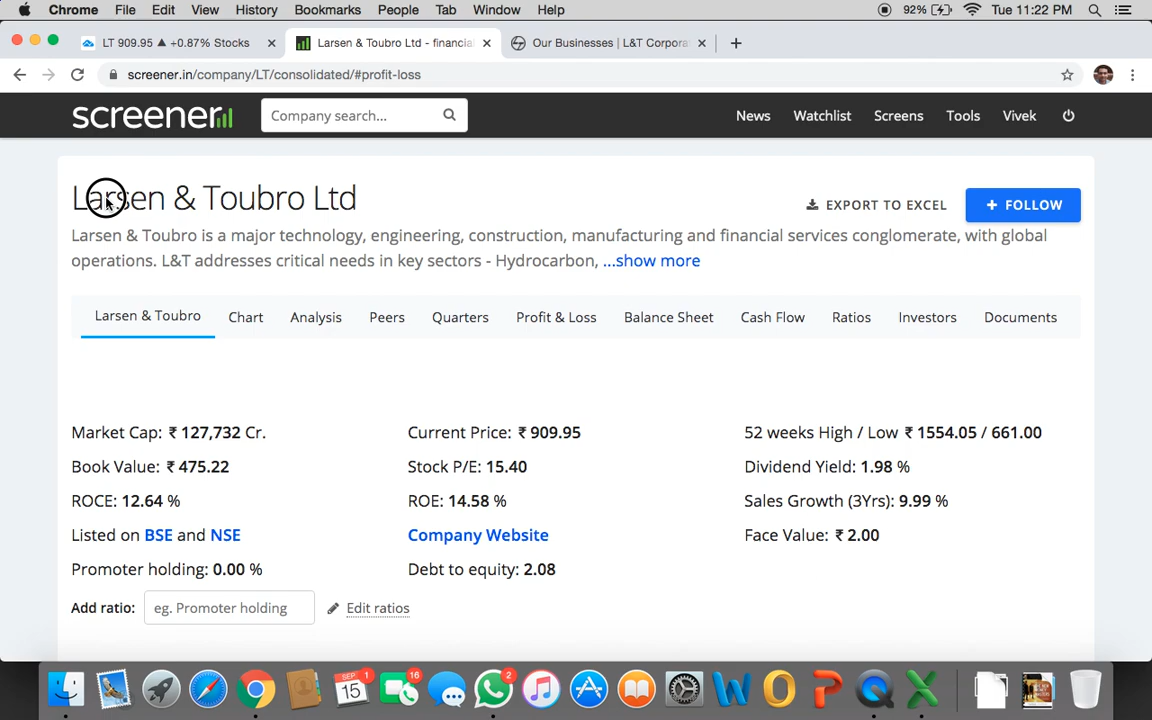 Chrome File Edit View History Bookmarks People Tab Window Help 92% Tue 11:22 PM
LT 909.95 ▲ +0.87% Stocks × Larsen & Toubro Ltd - financia × Our Businesses | L&T Corpora × +
screener.in/company/LT/consolidated/#profit-loss
screener Company search... News Watchlist Screens Tools Vivek
Larsen & Toubro Ltd
EXPORT TO EXCEL + FOLLOW
Larsen & Toubro is a major technology, engineering, construction, manufacturing and financial services conglomerate, with global
operations. L&T addresses critical needs in key sectors - Hydrocarbon, ...show more
Larsen & Toubro Chart Analysis Peers Quarters Profit & Loss Balance Sheet Cash Flow Ratios Investors Documents
Market Cap: ₹ 127,732 Cr. Current Price: ₹ 909.95 52 weeks High / Low ₹ 1554.05 / 661.00
Book Value: ₹ 475.22 Stock P/E: 15.40 Dividend Yield: 1.98 %
ROCE: 12.64 % ROE: 14.58 % Sales Growth (3Yrs): 9.99 %
Listed on BSE and NSE Company Website Face Value: ₹ 2.00
Promoter holding: 0.00 % Debt to equity: 2.08
Add ratio: eg. Promoter holding Edit ratios
SEP 15 1 16 2